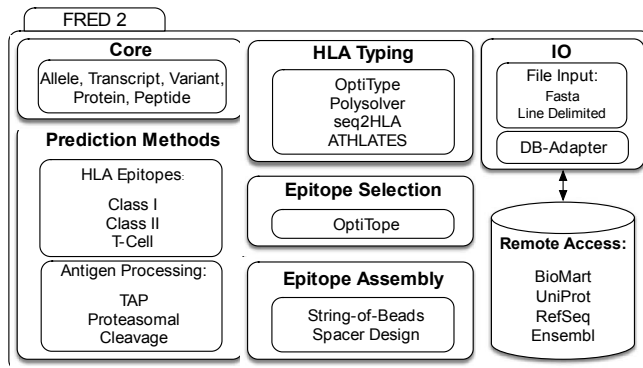 FRED 2
Core
Allele, Transcript, Variant,
Protein, Peptide
Prediction Methods
HLA Epitopes:
Class I
Class II
T-Cell
Antigen Processing:
TAP
Proteasomal
Cleavage
HLA Typing
OptiType
Polysolver
seq2HLA
ATHLATES
Epitope Selection
OptiTope
Epitope Assembly
String-of-Beads
Spacer Design
IO
File Input:
Fasta
Line Delimited
DB-Adapter
Remote Access:
BioMart
UniProt
RefSeq
Ensembl